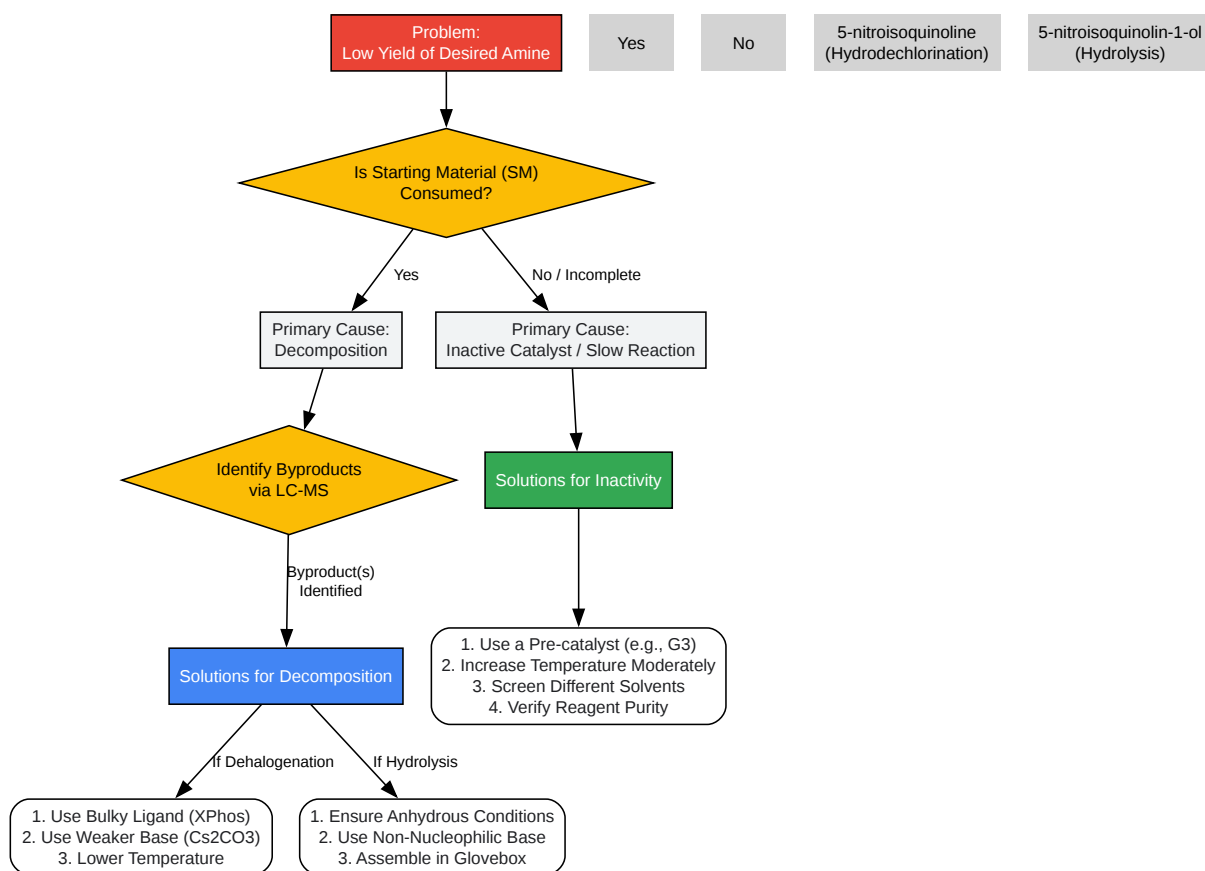 Problem:
Low Yield of Desired Amine
Yes
No
5-nitroisoquinoline
(Hydrodechlorination)
5-nitroisoquinolin-1-ol
(Hydrolysis)
Is Starting Material (SM)
Consumed?
Yes
No / Incomplete
Primary Cause:
Decomposition
Primary Cause:
Inactive Catalyst / Slow Reaction
Identify Byproducts
via LC-MS
Solutions for Inactivity
Byproduct(s)
Identified
1. Use a Pre-catalyst (e.g., G3)
2. Increase Temperature Moderately
3. Screen Different Solvents
4. Verify Reagent Purity
Solutions for Decomposition
If Dehalogenation
If Hydrolysis
1. Use Bulky Ligand (XPhos)
2. Use Weaker Base (Cs2CO3)
3. Lower Temperature
1. Ensure Anhydrous Conditions
2. Use Non-Nucleophilic Base
3. Assemble in Glovebox